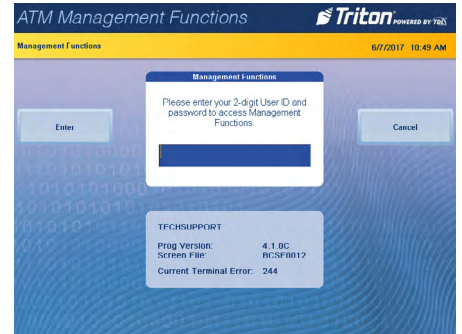 ATM Management Functions
Triton POWERED BY
Management Functions
6/7/2017 10:49 AM
Management Functions
Please enter your 2-digit User ID and
password to access Management
Functions.
Enter
Cancel
TECHSUPPORT
Prog Version: 4.1.0C
Screen File: BCSE0012
Current Terminal Error: 244